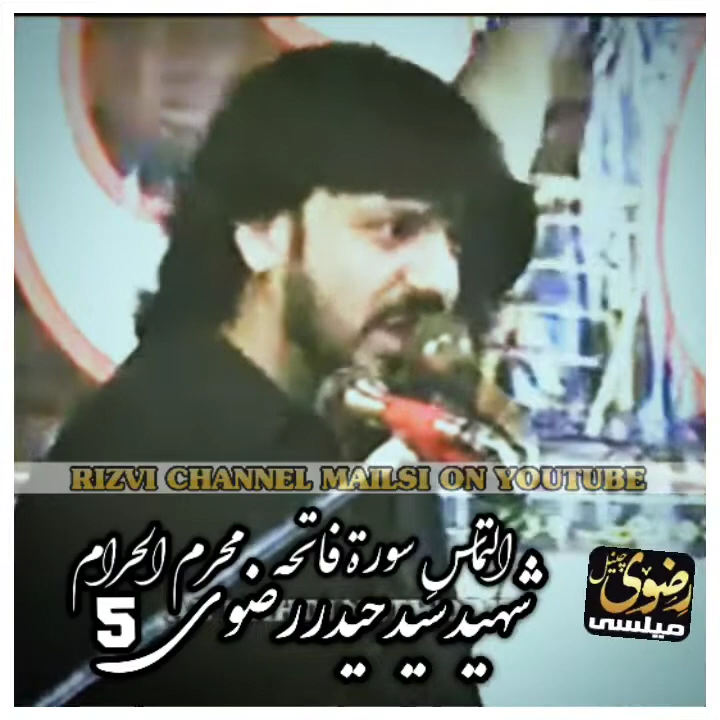 RIZVI CHANNEL MAILSI ON YOUTUBE
التماسِ سورۃ فاتحہ محرم الحرام
شہید سید حیدر رضوی 5
رضوی چینل
میلسی